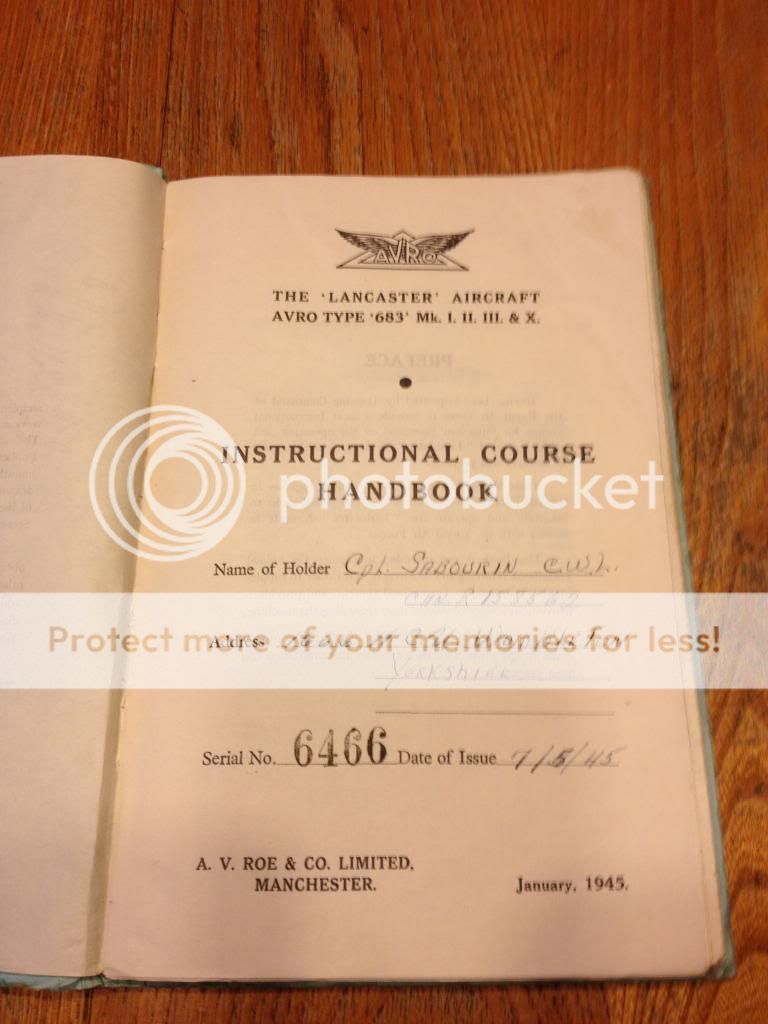 AVRO
THE 'LANCASTER' AIRCRAFT
AVRO TYPE '683' Mk. I. II. III. & X.
INSTRUCTIONAL COURSE
HANDBOOK
photobucket
Name of Holder Cpl. SABOURIN C.W.L.
CAN. R 158562
Protect more of your memories for less!
Address
YORKSHIRE
Serial No. 6466 Date of Issue 7/5/45
A. V. ROE & CO. LIMITED,
MANCHESTER.
January, 1945.